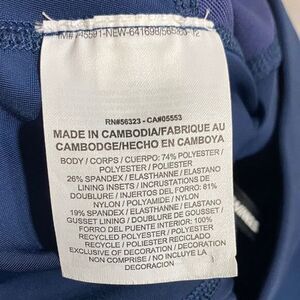 RN#56323 - CA#05553
MADE IN CAMBODIA/FABRIQUE AU
CAMBODGE/HECHO EN CAMBOYA
BODY / CORPS / CUERPO: 74% POLYESTER /
POLYESTER / POLIESTER
26% SPANDEX / ELASTHANNE / ELASTANO
LINING INSETS / INCRUSTATIONS DE
DOUBLURE / INJERTOS DEL FORRO: 81%
NYLON / POLYAMIDE / NYLON
19% SPANDEX / ELASTHANNE / ELASTANO
GUSSET LINING / DOUBLURE DE GOUSSET /
FORRO DEL PUENTE INTERIOR: 100%
RECYCLED POLYESTER / POLYESTER
RECYCLE / POLIESTER RECICLADO
EXCLUSIVE OF DECORATION / DECORATION
NON COMPRISE / NO INCLUYE LA
DECORACION